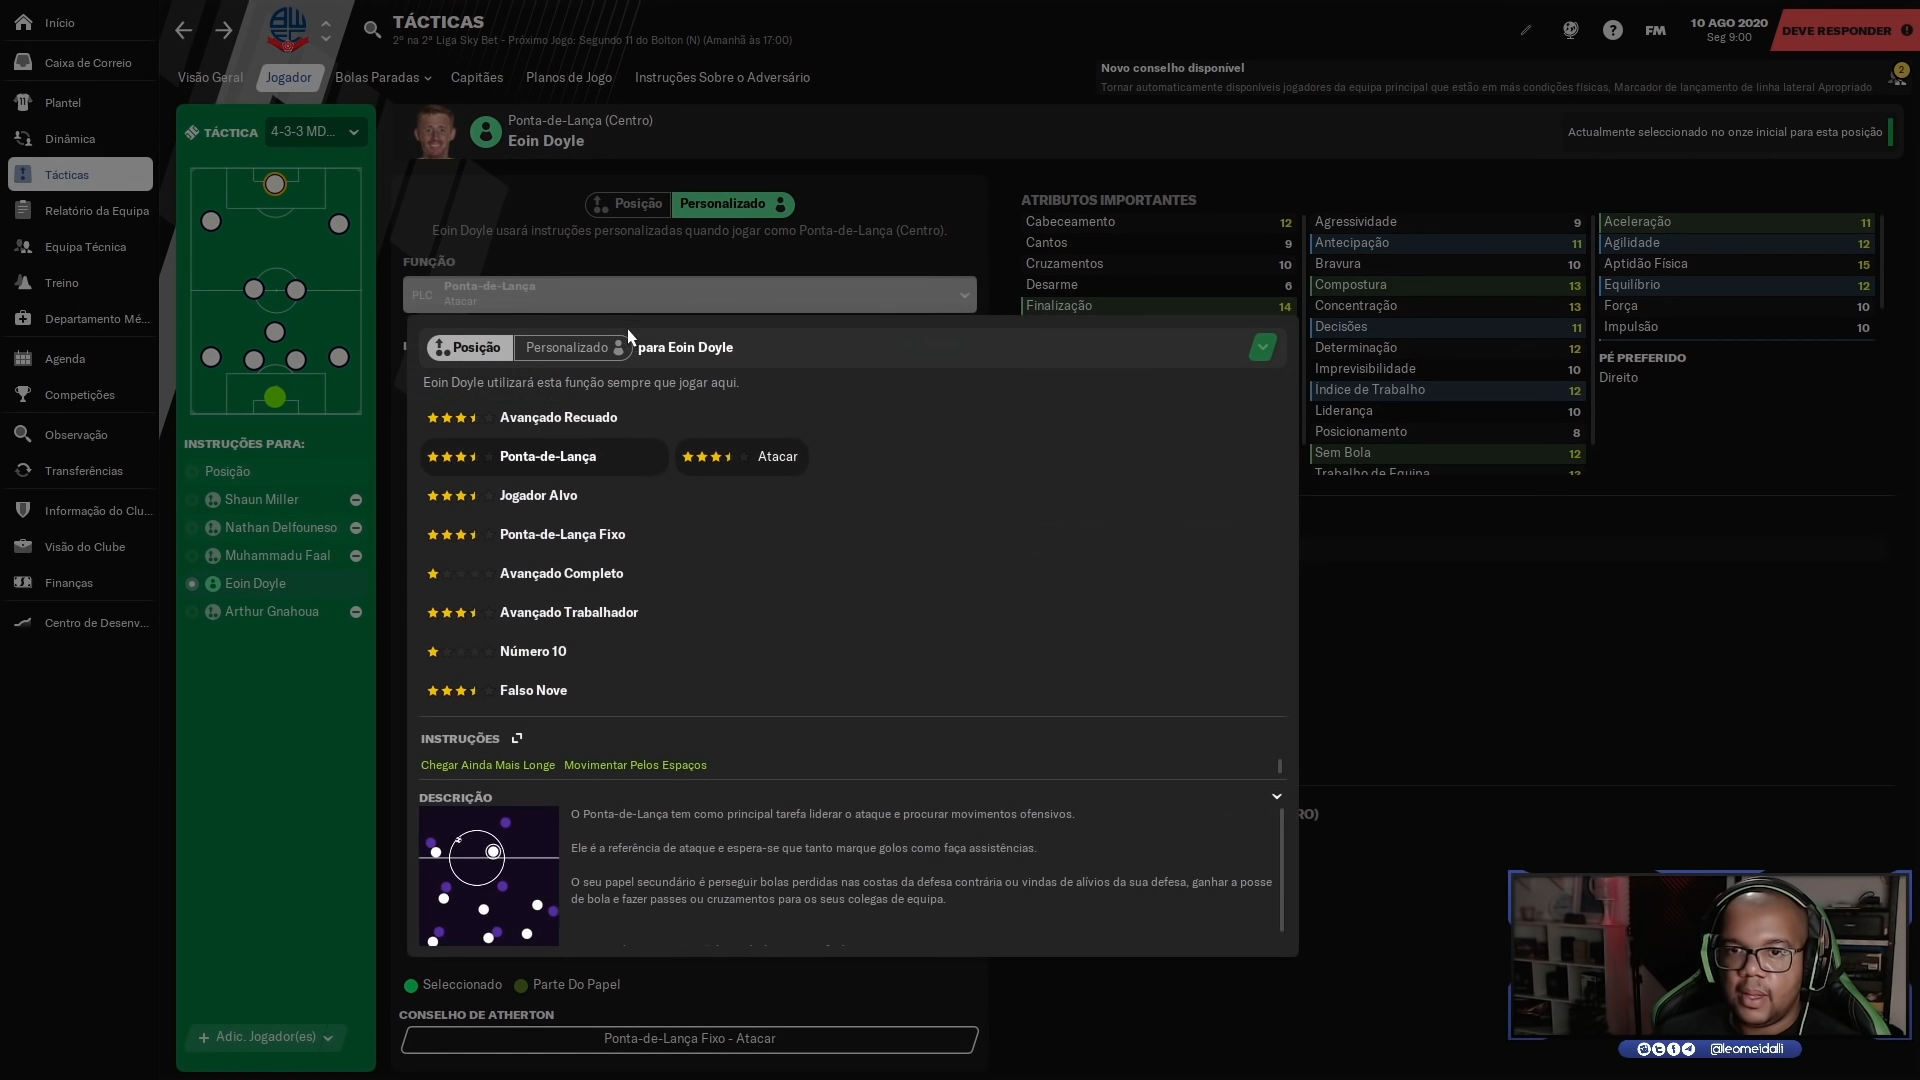 Início
Caixa de Correio
Plantel
Dinâmica
Tácticas
Relatório da Equipa
Equipa Técnica
Treino
Departamento Mé...
Agenda
Competições
Observação
Transferências
Informação do Clu...
Visão do Clube
Finanças
Centro de Desenv...
TÁCTICAS
2º na 2ª Liga Sky Bet - Próximo Jogo: Segundo 11 do Bolton (N) (Amanhã às 17:00)
FM
10 AGO 2020
Seg 9:00
DEVE RESPONDER
Visão Geral
Jogador
Bolas Paradas
Capitães
Planos de Jogo
Instruções Sobre o Adversário
Novo conselho disponível
Tornar automaticamente disponíveis jogadores da equipa principal que estão em más condições físicas, Marcador de lançamento de linha lateral Apropriado
2
TÁCTICA
4-3-3 MD...
INSTRUÇÕES PARA:
Posição
Shaun Miller
Nathan Delfouneso
Muhammadu Faal
Eoin Doyle
Arthur Gnahoua
Adic. Jogador(es)
Ponta-de-Lança (Centro)
Eoin Doyle
Actualmente seleccionado no onze inicial para esta posição
Posição Personalizado
Eoin Doyle usará instruções personalizadas quando jogar como Ponta-de-Lança (Centro).
FUNÇÃO
PLC
Ponta-de-Lança
Atacar
ATRIBUTOS IMPORTANTES
Cabeceamento 12
Cantos 9
Cruzamentos 10
Desarme 6
Finalização 14
Agressividade 9
Antecipação 11
Bravura 10
Compostura 13
Concentração 13
Decisões 11
Determinação 12
Imprevisibilidade 10
Índice de Trabalho 12
Liderança 10
Posicionamento 8
Sem Bola 12
Trabalho de Equipa
Aceleração 11
Agilidade 12
Aptidão Física 15
Equilíbrio 12
Força 10
Impulsão 10
PÉ PREFERIDO
Direito
Posição Personalizado para Eoin Doyle
Eoin Doyle utilizará esta função sempre que jogar aqui.
Avançado Recuado
Ponta-de-Lança Atacar
Jogador Alvo
Ponta-de-Lança Fixo
Avançado Completo
Avançado Trabalhador
Número 10
Falso Nove
INSTRUÇÕES
Chegar Ainda Mais Longe Movimentar Pelos Espaços
DESCRIÇÃO
O Ponta-de-Lança tem como principal tarefa liderar o ataque e procurar movimentos ofensivos.
Ele é a referência de ataque e espera-se que tanto marque golos como faça assistências.
O seu papel secundário é perseguir bolas perdidas nas costas da defesa contrária ou vindas de alívios da sua defesa, ganhar a posse
de bola e fazer passes ou cruzamentos para os seus colegas de equipa.
RO)
Seleccionado Parte Do Papel
CONSELHO DE ATHERTON
Ponta-de-Lança Fixo - Atacar
@leomeidalli